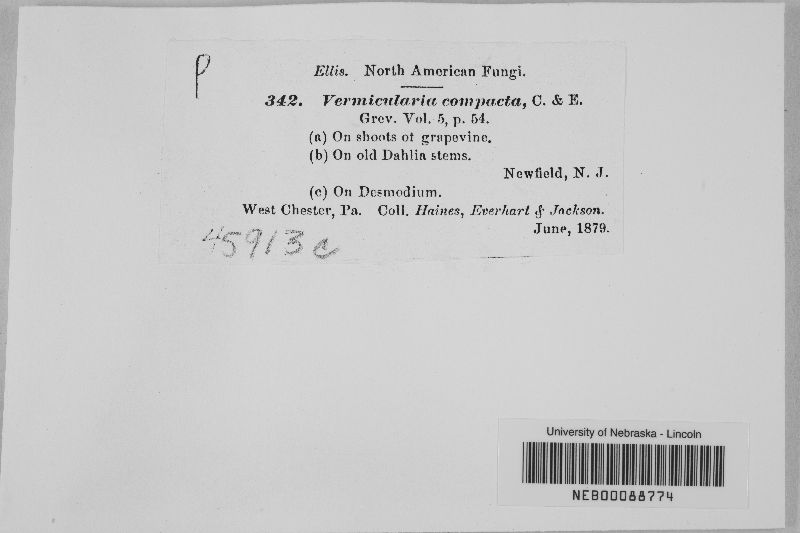 p
Ellis. North American Fungi.
342. Vermicularia compacta, C. & E.
Grev. Vol. 5, p. 54.
(a) On shoots of grapevine.
(b) On old Dahlia stems.
Newfield, N. J.
(c) On Desmodium.
West Chester, Pa. Coll. Haines, Everhart & Jackson.
June, 1879.
45913c
University of Nebraska - Lincoln
NEB00088774